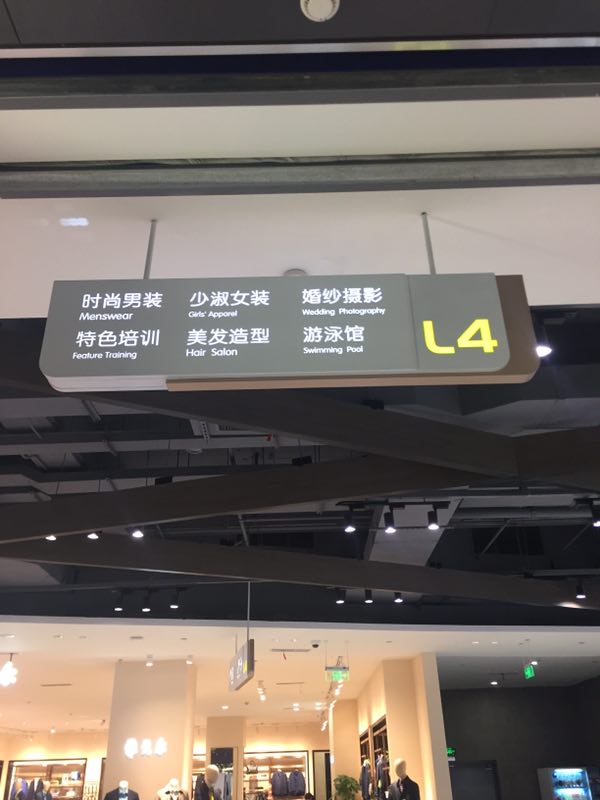 时尚男装 少淑女装 婚纱摄影
Menswear Girls' Apparel Wedding Photography
特色培训 美发造型 游泳馆
Feature Training Hair Salon Swimming Pool
L4